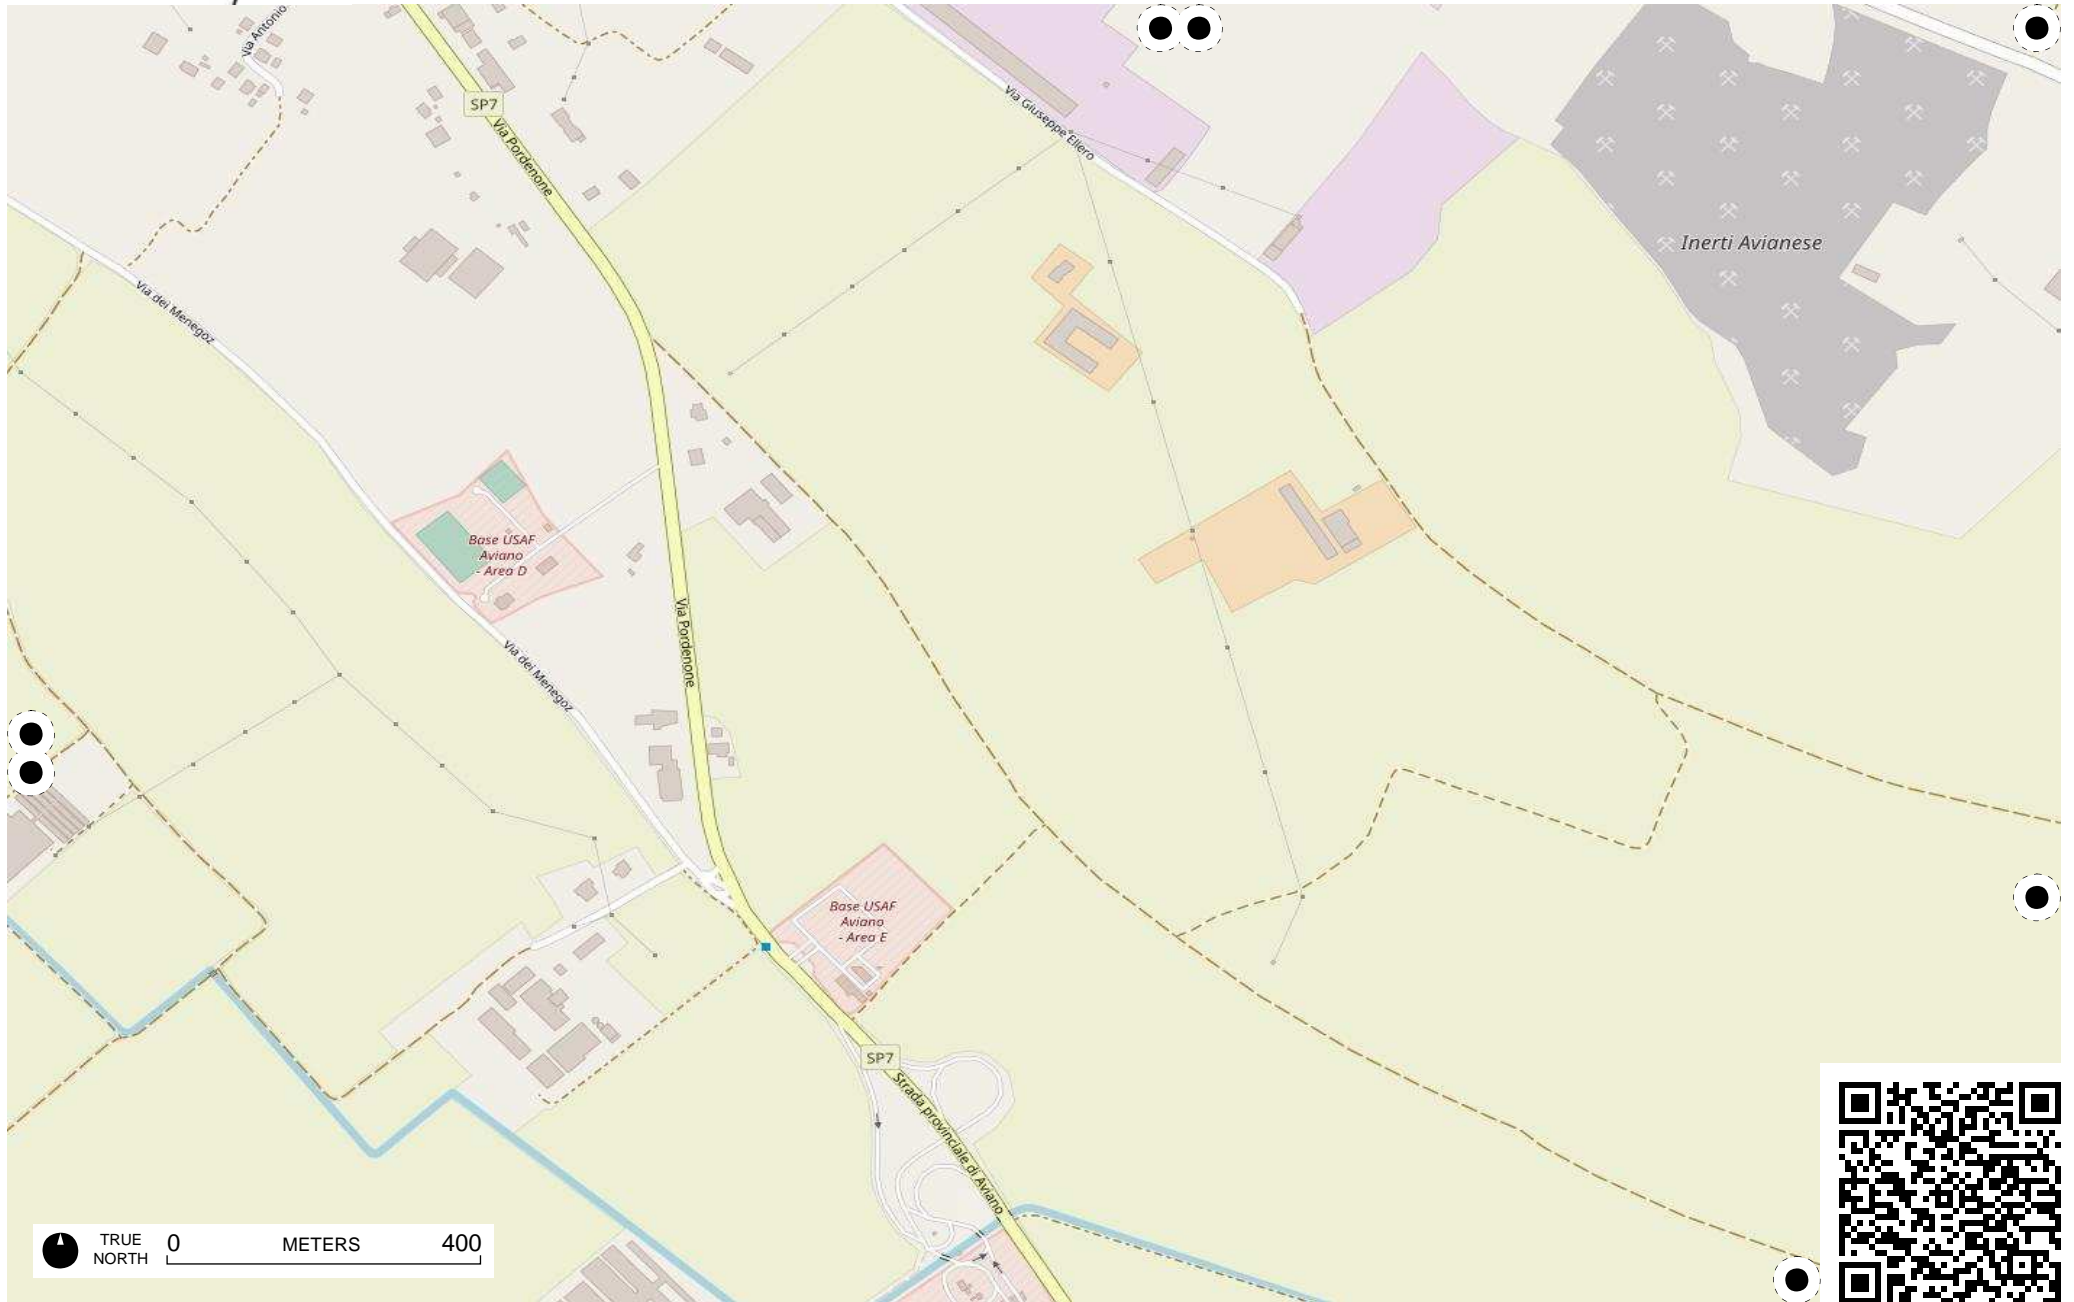 Via Antonio
SP7
Via Pordenone
Via Giuseppe Ellero
Inerti Avianese
Via dei Menegoz
Base USAF
Aviano
- Area D
Via Pordenone
Via dei Menegoz
Base USAF
Aviano
- Area E
SP7
Strada provinciale di Aviano
TRUE
NORTH
0
METERS
400